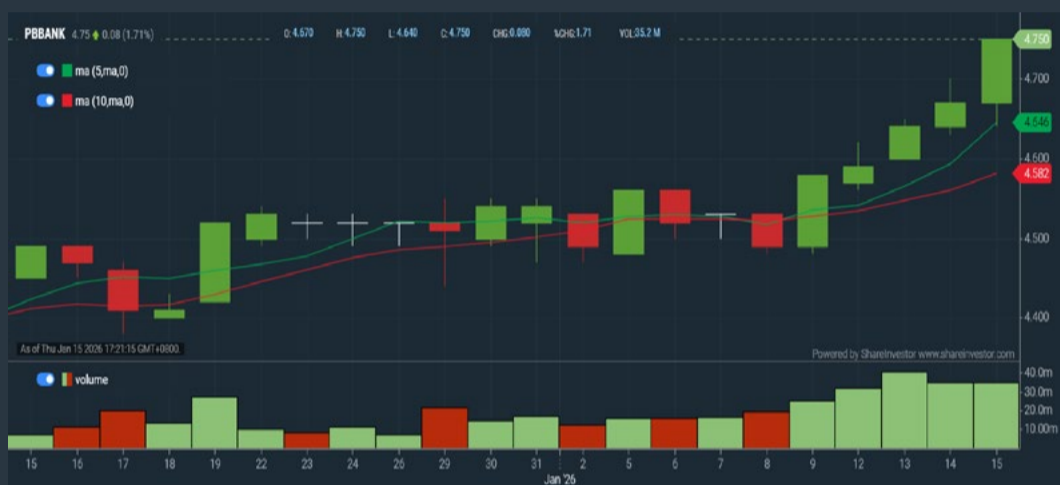 PBBANK 4.75 0.08 (1.71%) O:4.670 H:4.750 L:4.640 C:4.750 CHG:0.080 %CHG:1.71 VOL:35.2 M
ma (5,ma,0)
ma (10,ma,0)
4.750
4.700
4.646
4.600
4.582
4.500
4.400
As of Thu Jan 15 2026 17:21:15 GMT+0800.
Powered by ShareInvestor www.shareinvestor.com
volume
40.0m
30.0m
20.0m
10.00m
15 16 17 18 19 22 23 24 26 29 30 31 2 5 6 7 8 9 12 13 14 15
Jan '26